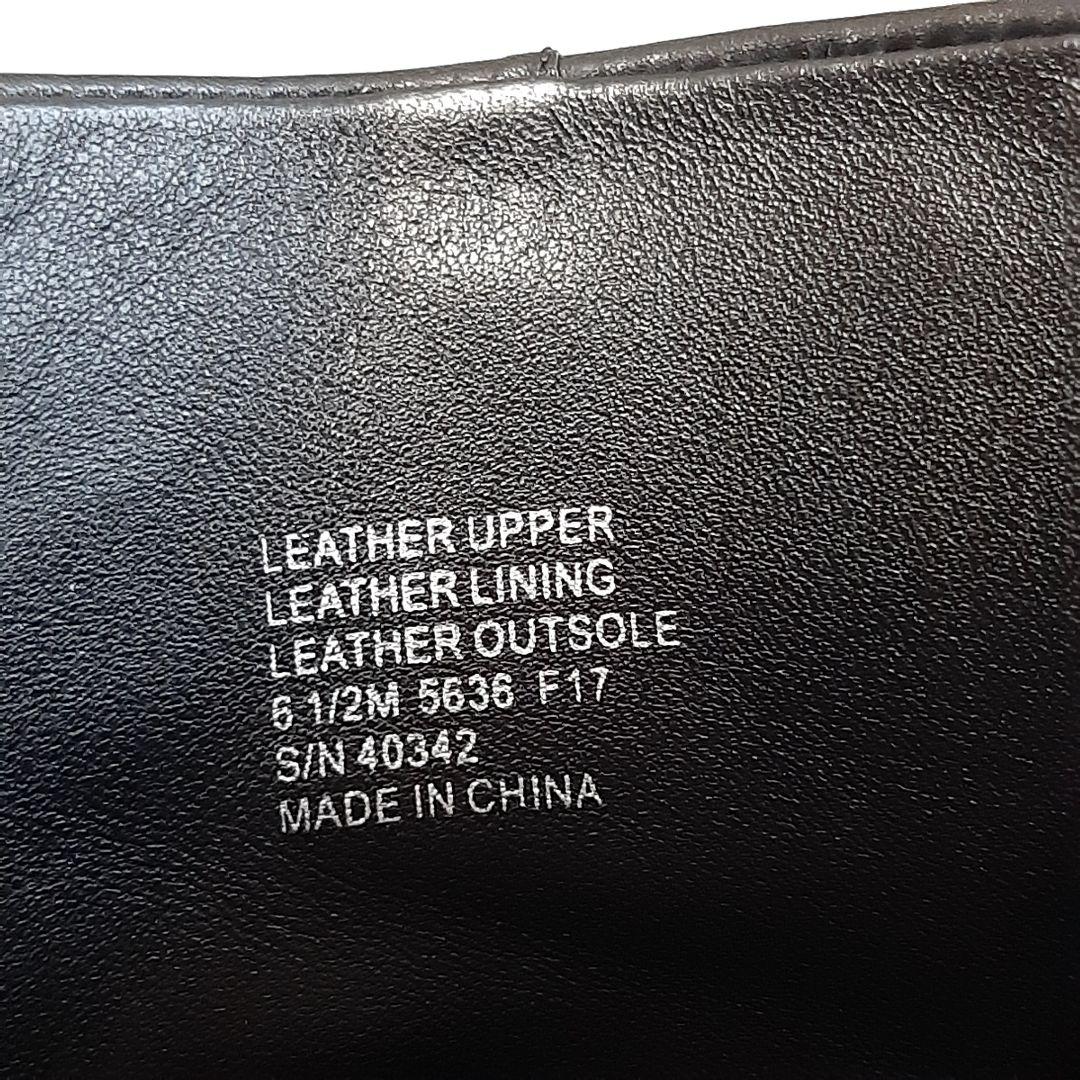 LEATHER UPPER
LEATHER LINING
LEATHER OUTSOLE
6 1/2M 5636 F17
S/N 40342
MADE IN CHINA